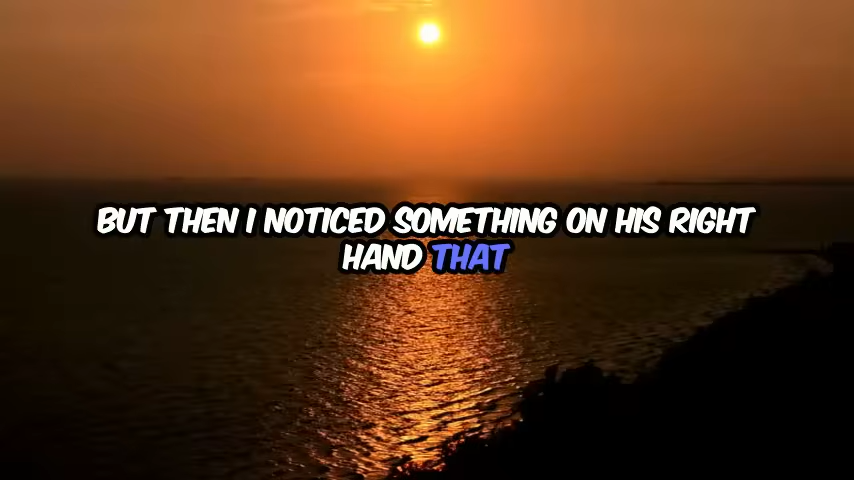 BUT THEN I NOTICED SOMETHING ON HIS RIGHT
HAND THAT